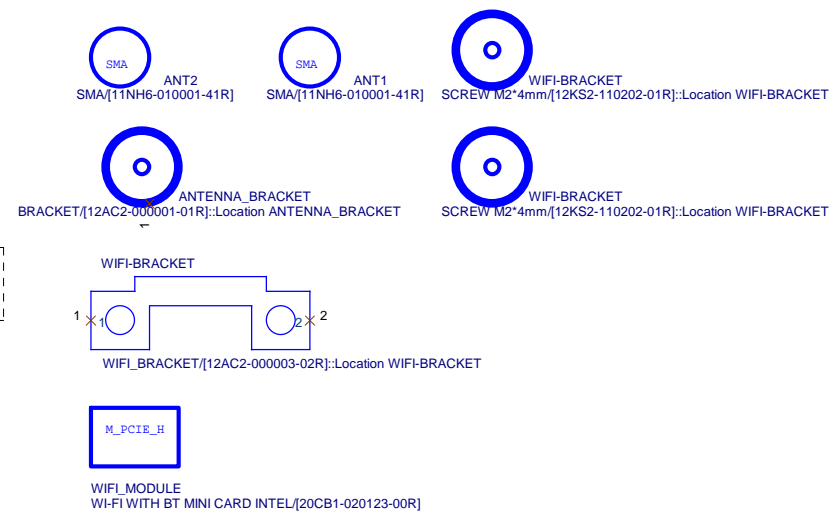 SMA
ANT2
SMA/[11NH6-010001-41R]
SMA
ANT1
SMA/[11NH6-010001-41R]
WIFI-BRACKET
SCREW M2*4mm/[12KS2-110202-01R]::Location WIFI-BRACKET
ANTENNA_BRACKET
BRACKET/[12AC2-000001-01R]::Location ANTENNA_BRACKET
1
WIFI-BRACKET
SCREW M2*4mm/[12KS2-110202-01R]::Location WIFI-BRACKET
WIFI-BRACKET
1
1
2
2
WIFI_BRACKET/[12AC2-000003-02R]::Location WIFI-BRACKET
M_PCIE_H
WIFI_MODULE
WI-FI WITH BT MINI CARD INTEL/[20CB1-020123-00R]